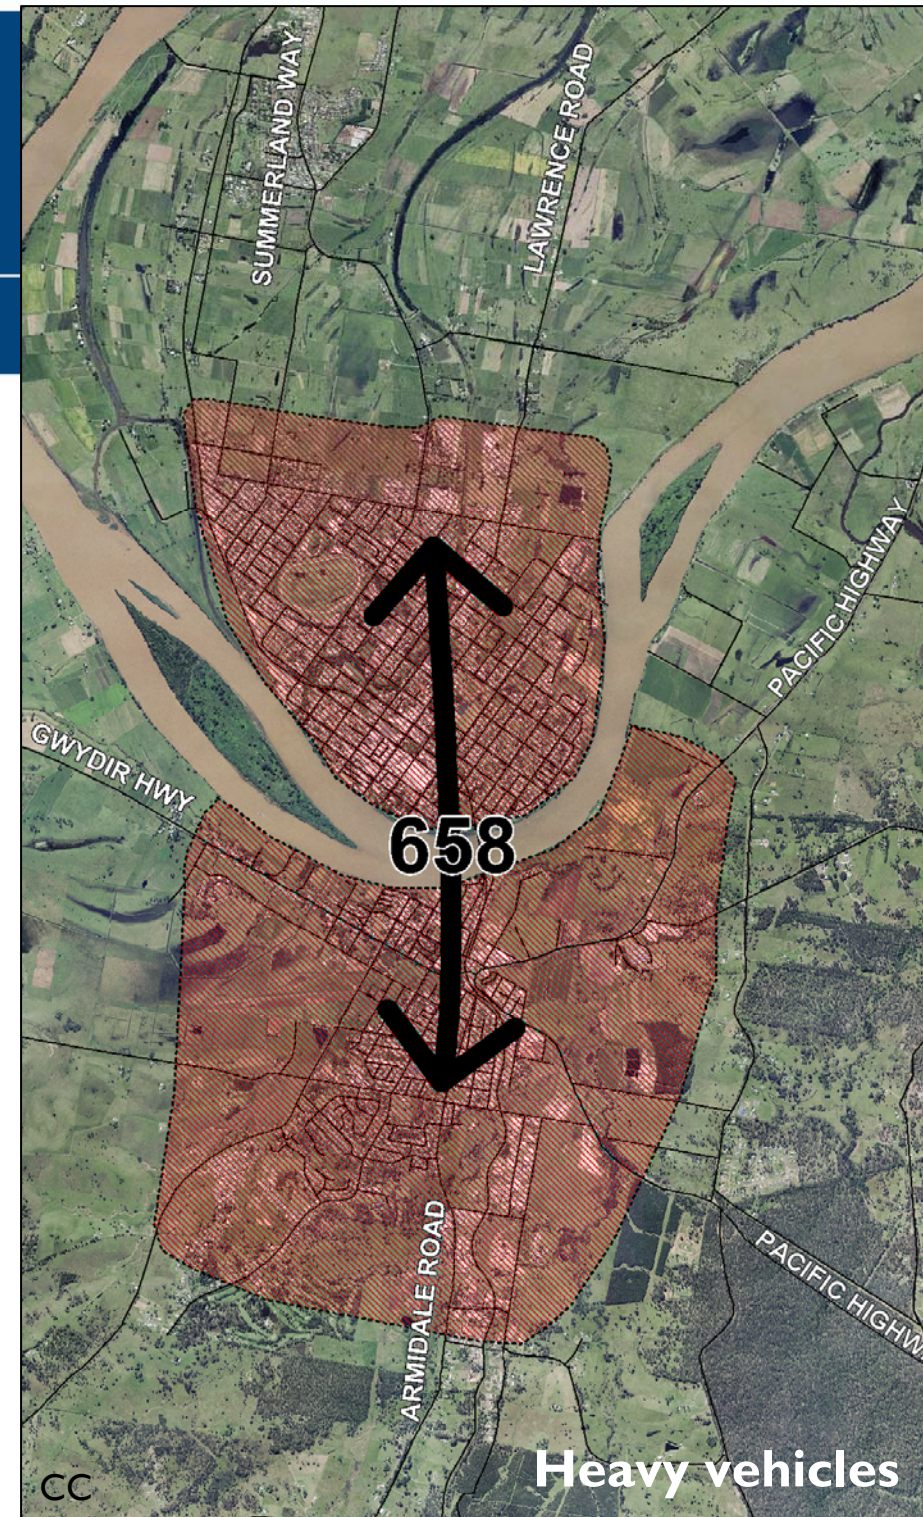 SUMMERLAND WAY
LAWRENCE ROAD
PACIFIC HIGHWAY
GWYDIR HWY
658
ARMIDALE ROAD
PACIFIC HIGHW
Heavy vehicles
CC